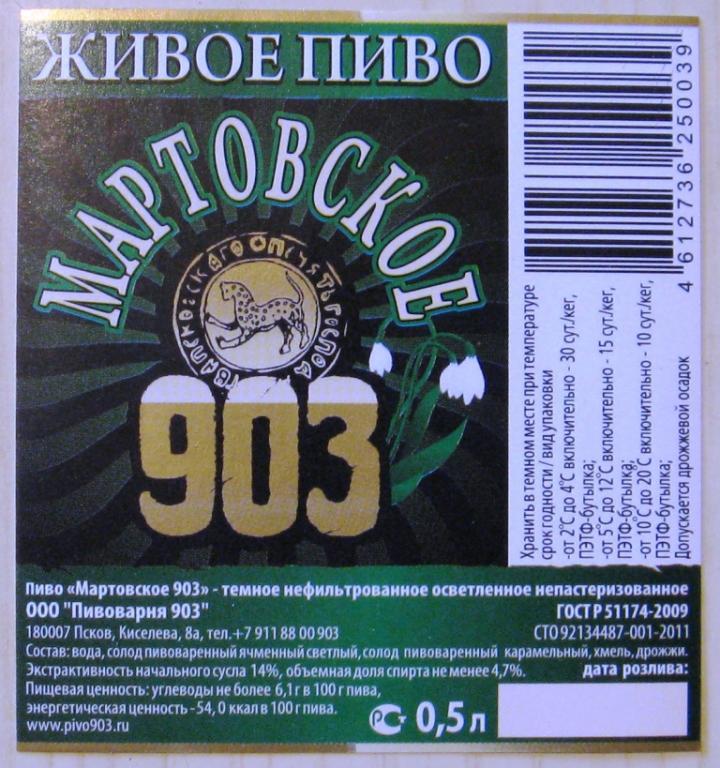 ЖИВОЕ ПИВО
МАРТОВСКОЕ
903
4 612736 250039
Хранить в темном месте при температуре
срок годности / вид упаковки
-от 2°С до 4°С включительно - 30 сут./кег,
ПЭТФ-бутылка;
-от 5°С до 12°С включительно - 15 сут./кег,
ПЭТФ-бутылка;
-от 10°С до 20°С включительно - 10 сут./кег,
ПЭТФ-бутылка;
Допускается дрожжевой осадок
Пиво «Мартовское 903» - темное нефильтрованное осветленное непастеризованное
ООО "Пивоварня 903"
ГОСТ Р 51174-2009
180007 Псков, Киселева, 8а, тел.+7 911 88 00 903
СТО 92134487-001-2011
Состав: вода, солод пивоваренный ячменный светлый, солод пивоваренный карамельный, хмель, дрожжи.
Экстрактивность начального сусла 14%, объемная доля спирта не менее 4,7%.
дата розлива:
Пищевая ценность: углеводы не более 6,1 г в 100 г пива,
энергетическая ценность - 54, 0 ккал в 100 г пива.
www.pivo903.ru
РСт 0,5 л